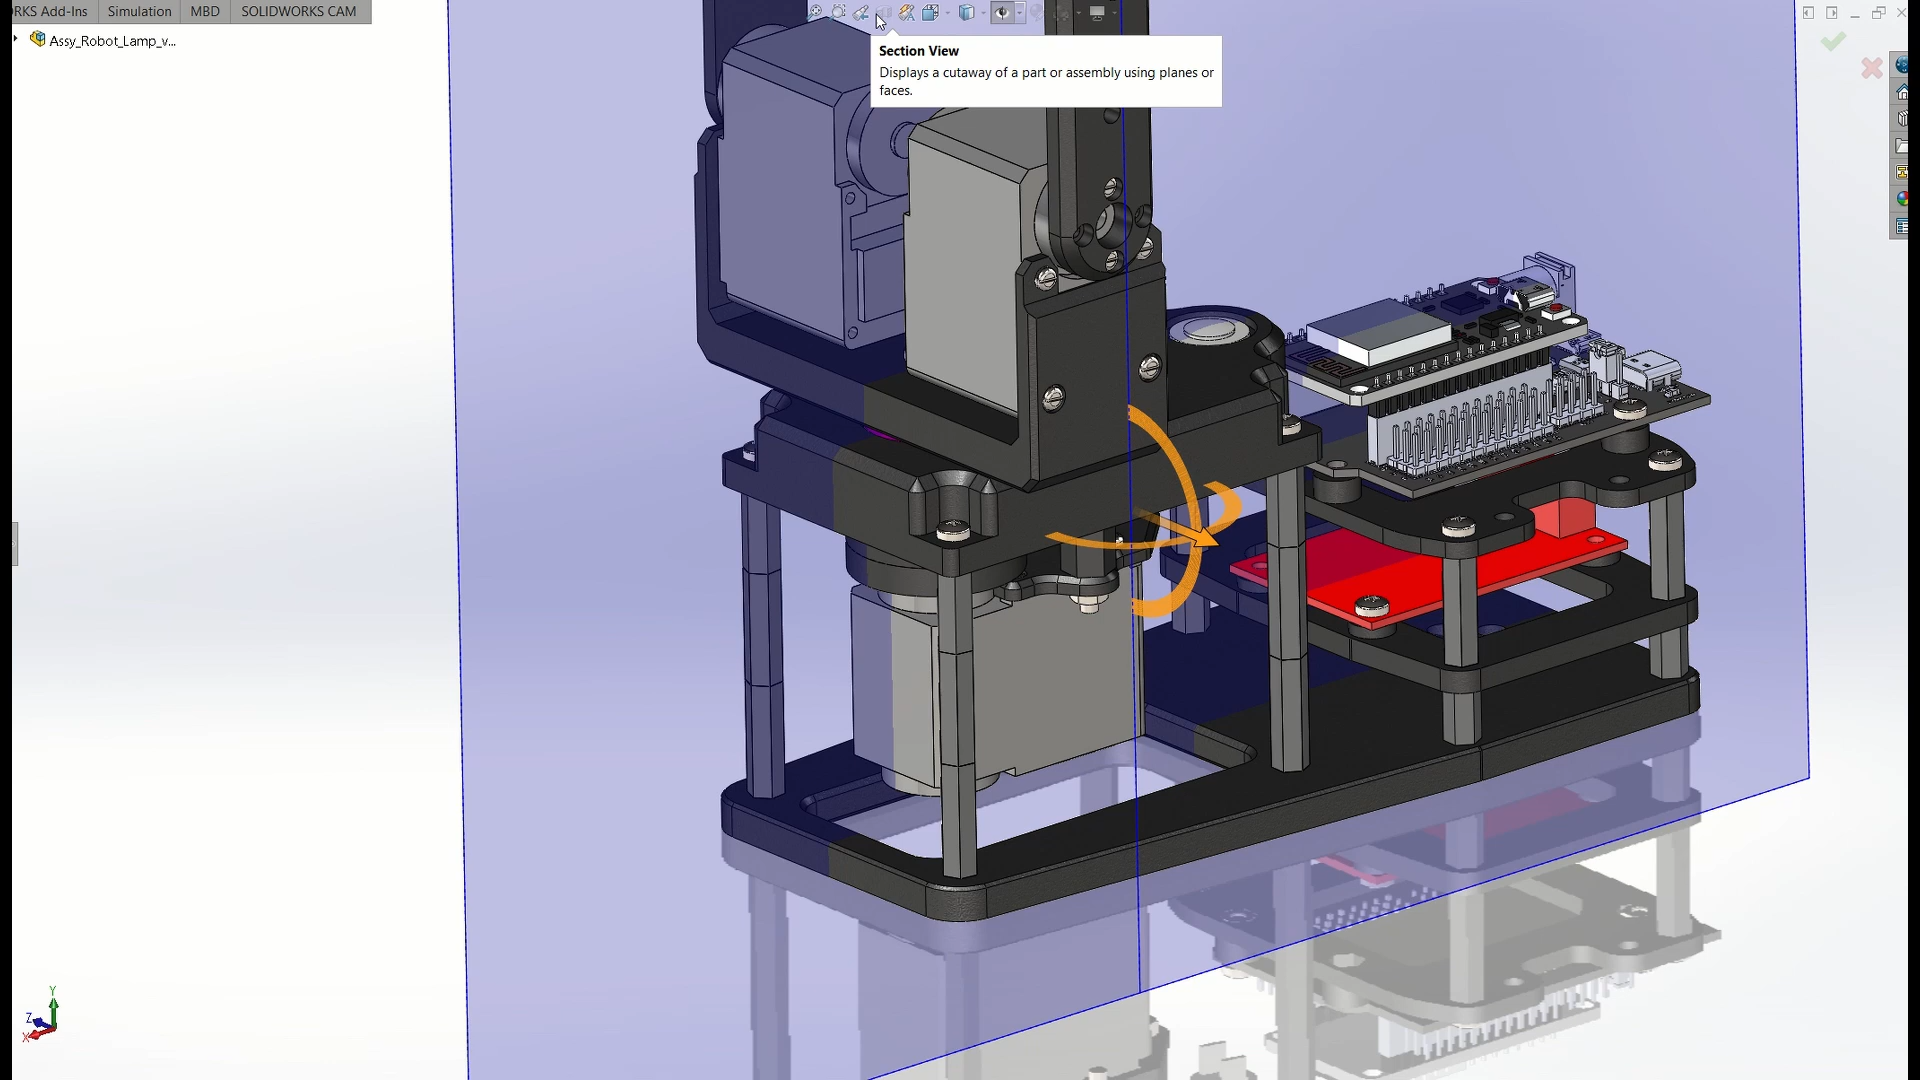 RKS Add-Ins
Simulation
MBD
SOLIDWORKS CAM
Assy_Robot_Lamp_v...
Section View
Displays a cutaway of a part or assembly using planes or
faces.
Y
Z
X